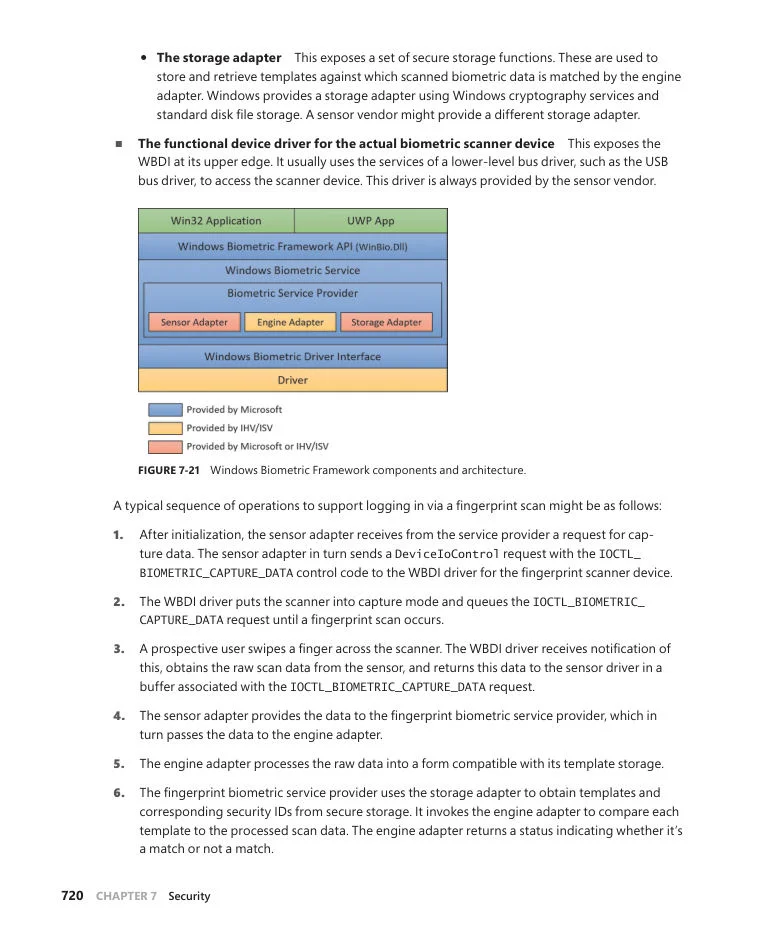 • The storage adapter This exposes a set of secure storage functions. These are used to
store and retrieve templates against which scanned biometric data is matched by the engine
adapter. Windows provides a storage adapter using Windows cryptography services and
standard disk file storage. A sensor vendor might provide a different storage adapter.
■ The functional device driver for the actual biometric scanner device This exposes the
WBDI at its upper edge. It usually uses the services of a lower-level bus driver, such as the USB
bus driver, to access the scanner device. This driver is always provided by the sensor vendor.
Win32 Application UWP App
Windows Biometric Framework API (WinBio.Dll)
Windows Biometric Service
Biometric Service Provider
Sensor Adapter Engine Adapter Storage Adapter
Windows Biometric Driver Interface
Driver
Provided by Microsoft
Provided by IHV/ISV
Provided by Microsoft or IHV/ISV
FIGURE 7-21 Windows Biometric Framework components and architecture.
A typical sequence of operations to support logging in via a fingerprint scan might be as follows:
1. After initialization, the sensor adapter receives from the service provider a request for cap-
ture data. The sensor adapter in turn sends a DeviceIoControl request with the IOCTL_
BIOMETRIC_CAPTURE_DATA control code to the WBDI driver for the fingerprint scanner device.
2. The WBDI driver puts the scanner into capture mode and queues the IOCTL_BIOMETRIC_
CAPTURE_DATA request until a fingerprint scan occurs.
3. A prospective user swipes a finger across the scanner. The WBDI driver receives notification of
this, obtains the raw scan data from the sensor, and returns this data to the sensor driver in a
buffer associated with the IOCTL_BIOMETRIC_CAPTURE_DATA request.
4. The sensor adapter provides the data to the fingerprint biometric service provider, which in
turn passes the data to the engine adapter.
5. The engine adapter processes the raw data into a form compatible with its template storage.
6. The fingerprint biometric service provider uses the storage adapter to obtain templates and
corresponding security IDs from secure storage. It invokes the engine adapter to compare each
template to the processed scan data. The engine adapter returns a status indicating whether it’s
a match or not a match.
720 CHAPTER 7 Security